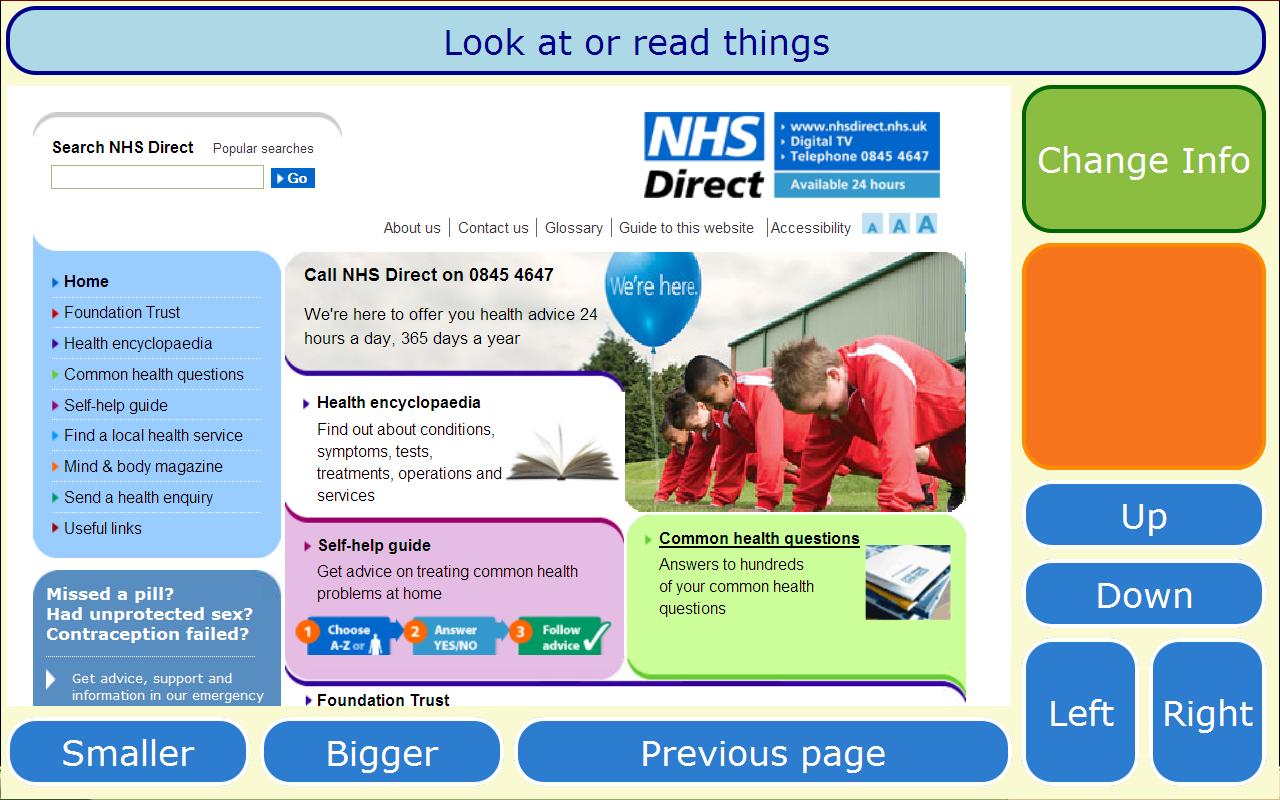 Look at or read things
Search NHS Direct Popular searches
Go
NHS
Direct
www.nhsdirect.nhs.uk
Digital TV
Telephone 0845 4647
Available 24 hours
About us Contact us Glossary Guide to this website Accessibility A A A
Home
Foundation Trust
Health encyclopaedia
Common health questions
Self-help guide
Find a local health service
Mind & body magazine
Send a health enquiry
Useful links
Missed a pill?
Had unprotected sex?
Contraception failed?
Get advice, support and
information in our emergency
Call NHS Direct on 0845 4647
We're here to offer you health advice 24
hours a day, 365 days a year
We're here.
Health encyclopaedia
Find out about conditions,
symptoms, tests,
treatments, operations and
services
Self-help guide
Get advice on treating common health
problems at home
1 Choose
A-Z or
2 Answer
YES/NO
3 Follow
advice
Common health questions
Answers to hundreds
of your common health
questions
Foundation Trust
Change Info
Up
Down
Left Right
Smaller Bigger Previous page